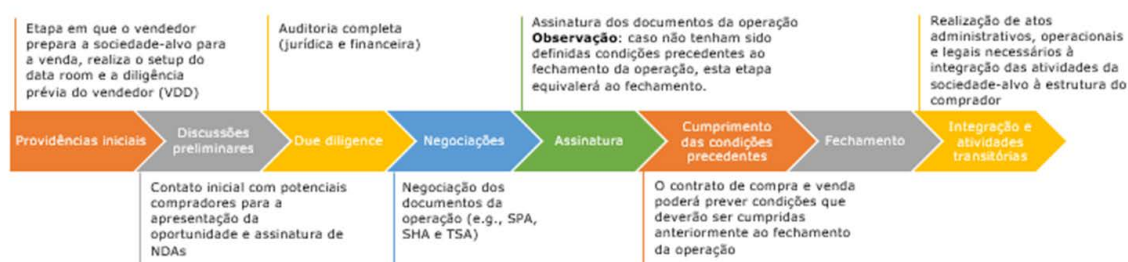 Etapa em que o vendedor
prepara a sociedade-alvo para
a venda, realiza o setup do
data room e a diligência
prévia do vendedor (VDD)
Auditoria completa
(jurídica e financeira)
Assinatura dos documentos da operação
Observação: caso não tenham sido
definidas condições precedentes ao
fechamento da operação, esta etapa
equivalerá ao fechamento.
Realização de atos
administrativos, operacionais
e legais necessários à
integração das atividades da
sociedade-alvo à estrutura do
comprador
Providências iniciais
Discussões
preliminares
Due diligence
Negociações
Assinatura
Cumprimento
das condições
precedentes
Fechamento
Integração e
atividades
transitórias
Contato inicial com potenciais
compradores para a
apresentação da
oportunidade e assinatura de
NDAs
Negociação dos
documentos da
operação (e.g., SPA,
SHA e TSA)
O contrato de compra e venda
poderá prever condições que
deverão ser cumpridas
anteriormente ao fechamento
da operação